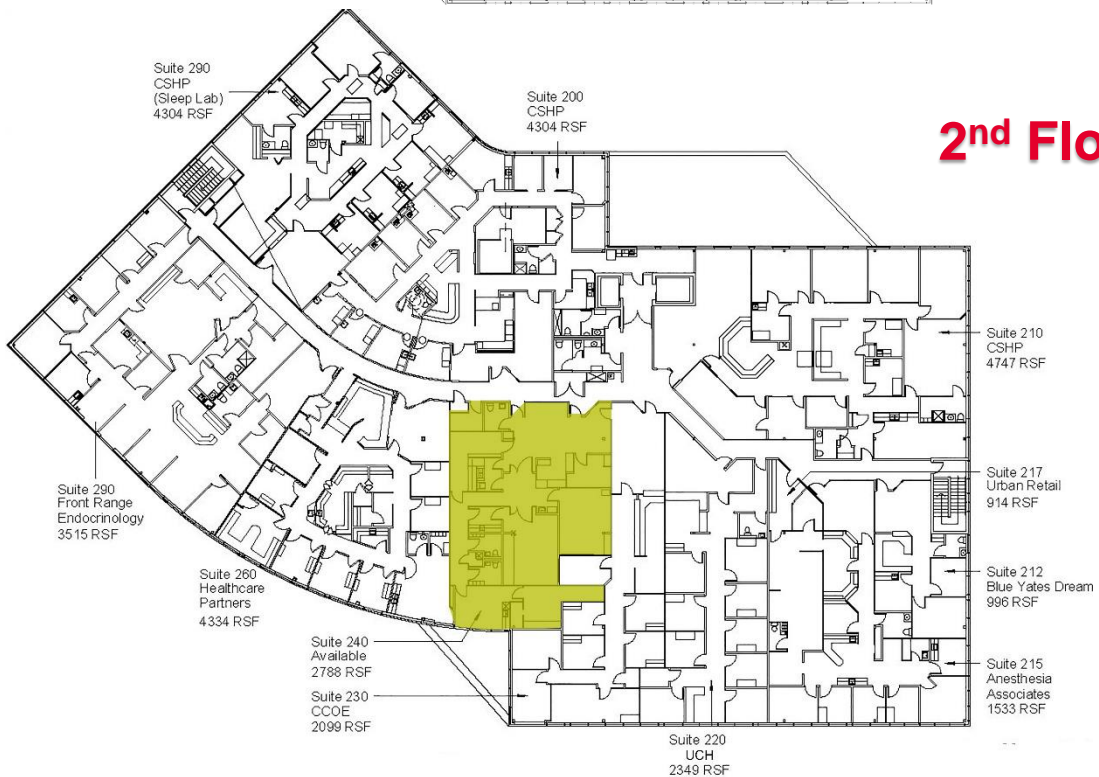 Suite 290
CSHP
(Sleep Lab)
4304 RSF
Suite 200
CSHP
4304 RSF
2nd Flo
Suite 210
CSHP
4747 RSF
Suite 217
Urban Retail
914 RSF
Suite 290
Front Range
Endocrinology
3515 RSF
Suite 212
Blue Yates Dream
996 RSF
Suite 260
Healthcare
Partners
4334 RSF
Suite 240
Available
2788 RSF
Suite 215
Anesthesia
Associates
1533 RSF
Suite 230
CCOE
2099 RSF
Suite 220
UCH
2349 RSF